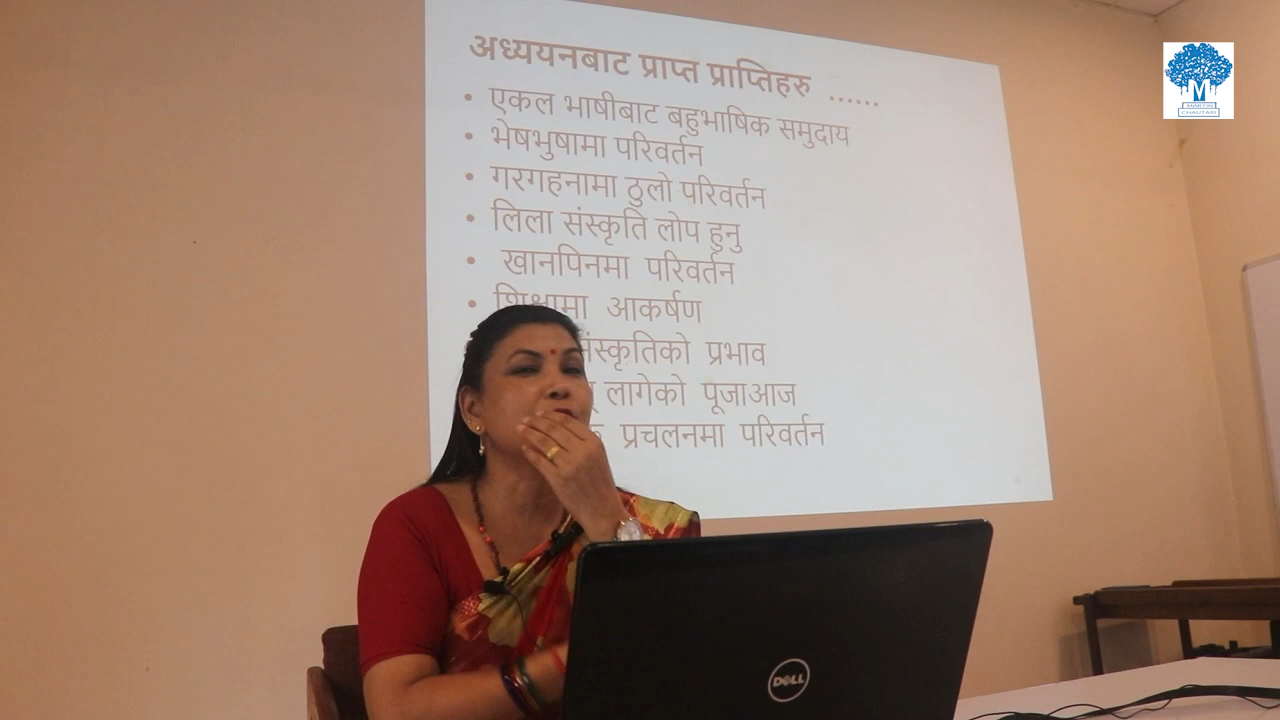 अध्ययनबाट प्राप्त प्राप्तिहरु ......
• एकल भाषीबाट बहुभाषिक समुदाय
• भेषभुषामा परिवर्तन
• गरगहनामा ठुलो परिवर्तन
• लिला संस्कृति लोप हुनु
• खानपिनमा परिवर्तन
• शिक्षामा आकर्षण
संस्कृतिको प्रभाव
लागेको पूजाआज
प्रचलनमा परिवर्तन
M
MARTIN
CHAUTARI
DELL